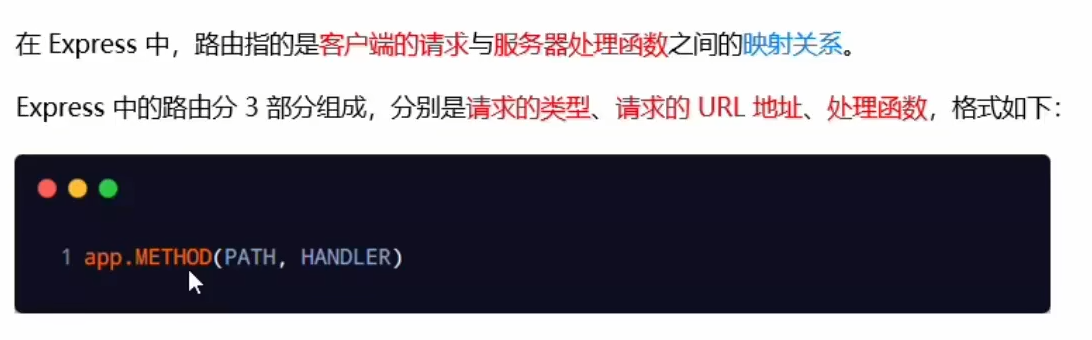 在 Express 中，路由指的是客户端的请求与服务器处理函数之间的映射关系。
Express 中的路由分 3 部分组成，分别是请求的类型、请求的 URL 地址、处理函数，格式如下：
1 app.METHOD(PATH, HANDLER)